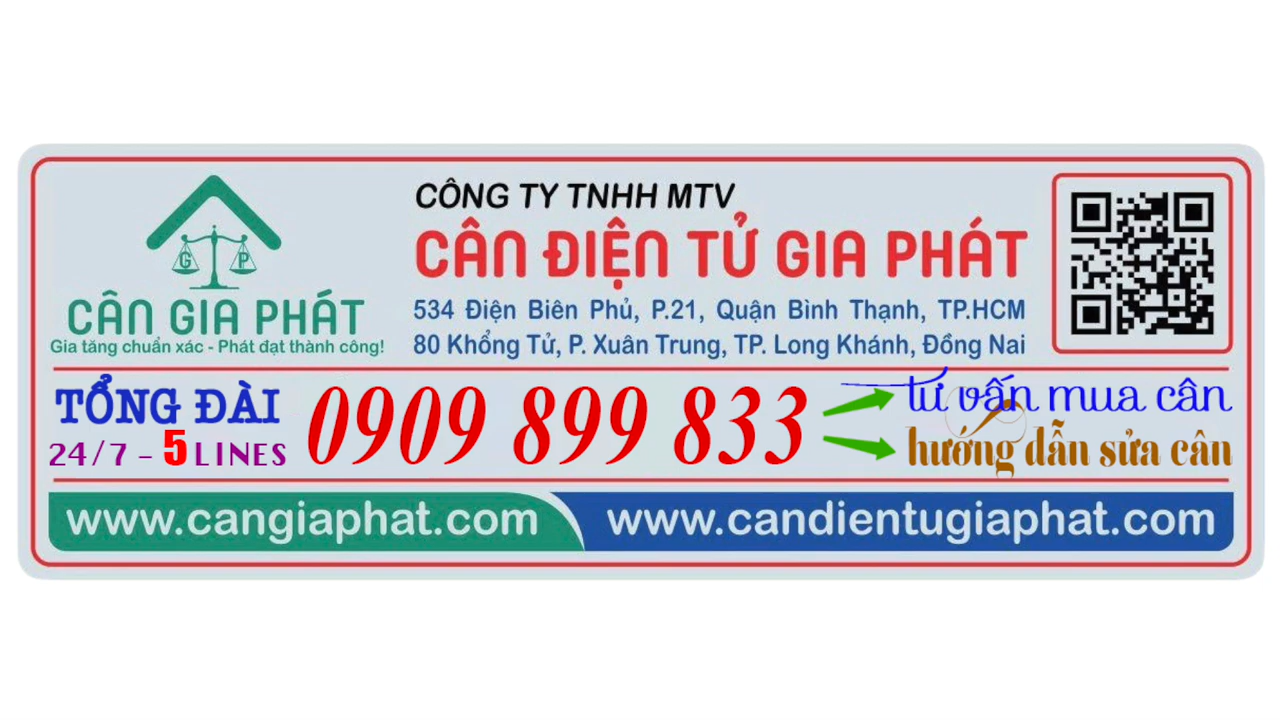 G P
CÂN GIA PHÁT
Gia tăng chuẩn xác - Phát đạt thành công!
CÔNG TY TNHH MTV
CÂN ĐIỆN TỬ GIA PHÁT
534 Điện Biên Phủ, P.21, Quận Bình Thạnh, TP.HCM
80 Khổng Tử, P. Xuân Trung, TP. Long Khánh, Đồng Nai
TỔNG ĐÀI
24/7 - 5 LINES
0909 899 833
tư vấn mua cân
hướng dẫn sửa cân
www.cangiaphat.com
www.candientugiaphat.com